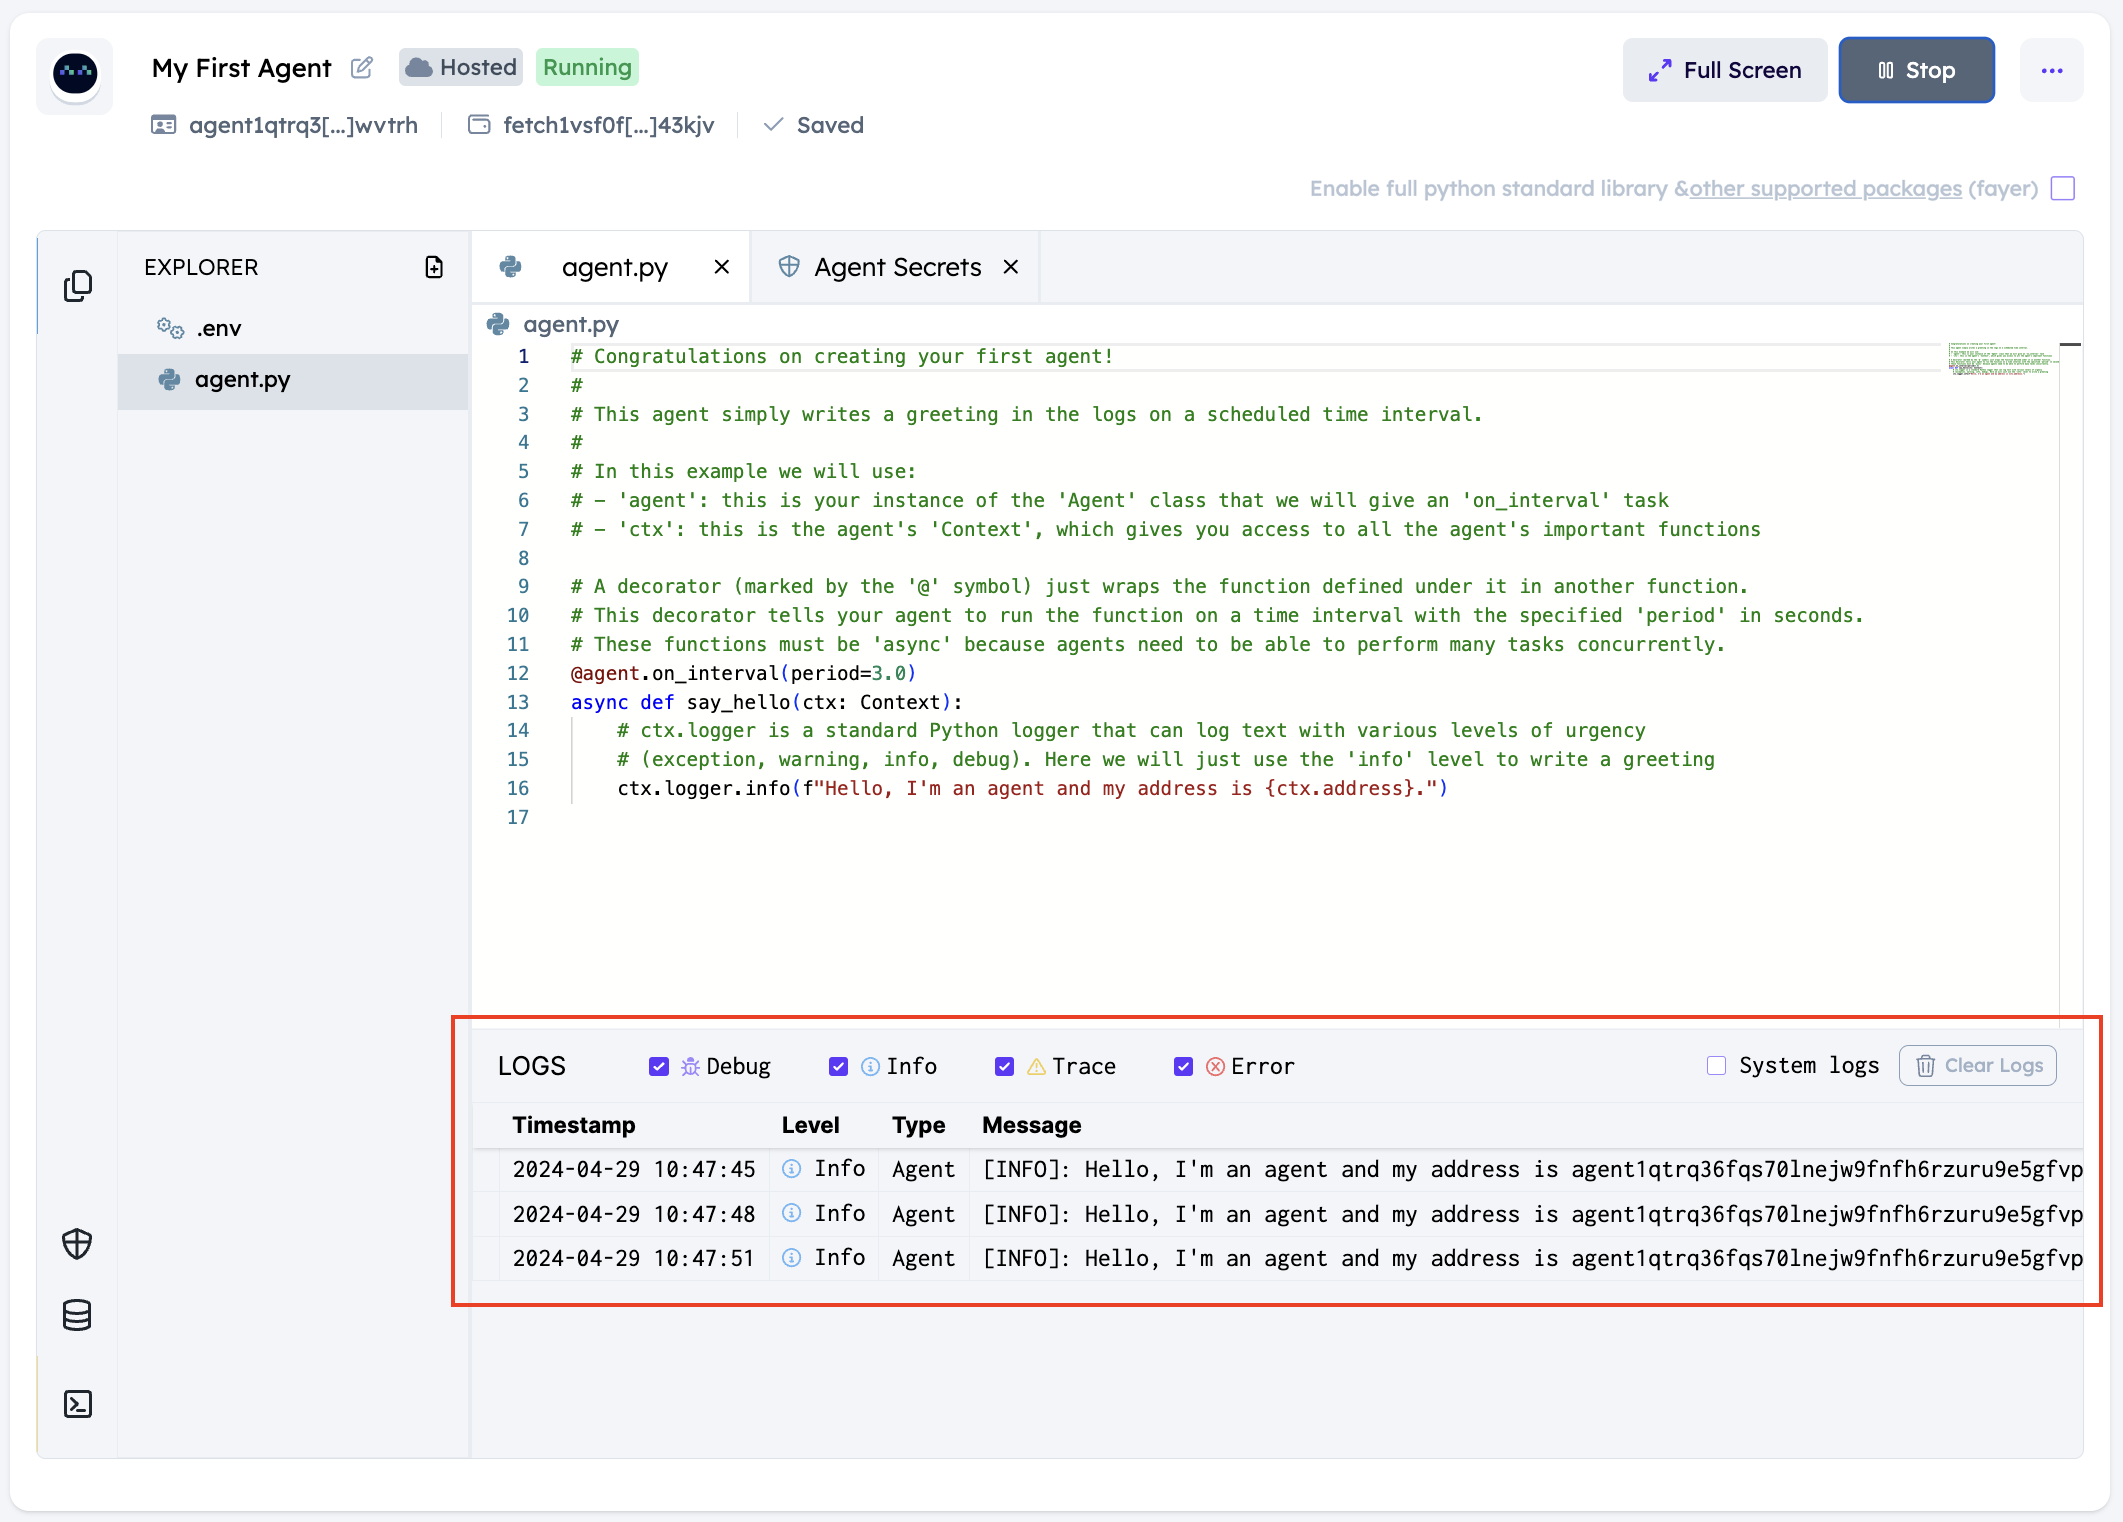 My First Agent Hosted Running Full Screen Stop
agent1qtrq3[...]wvtrh fetch1vsf0f[...]43kjv Saved
Enable full python standard library &other supported packages (fayer)
EXPLORER
.env
agent.py
agent.py Agent Secrets
agent.py
1 # Congratulations on creating your first agent!
2 #
3 # This agent simply writes a greeting in the logs on a scheduled time interval.
4 #
5 # In this example we will use:
6 # - 'agent': this is your instance of the 'Agent' class that we will give an 'on_interval' task
7 # - 'ctx': this is the agent's 'Context', which gives you access to all the agent's important functions
8
9 # A decorator (marked by the '@' symbol) just wraps the function defined under it in another function.
10 # This decorator tells your agent to run the function on a time interval with the specified 'period' in seconds.
11 # These functions must be 'async' because agents need to be able to perform many tasks concurrently.
12 @agent.on_interval(period=3.0)
13 async def say_hello(ctx: Context):
14     # ctx.logger is a standard Python logger that can log text with various levels of urgency
15     # (exception, warning, info, debug). Here we will just use the 'info' level to write a greeting
16     ctx.logger.info(f"Hello, I'm an agent and my address is {ctx.address}.")
17
LOGS Debug Info Trace Error System logs Clear Logs
Timestamp Level Type Message
2024-04-29 10:47:45 Info Agent [INFO]: Hello, I'm an agent and my address is agent1qtrq36fqs70lnejw9fnfh6rzuru9e5gfvp
2024-04-29 10:47:48 Info Agent [INFO]: Hello, I'm an agent and my address is agent1qtrq36fqs70lnejw9fnfh6rzuru9e5gfvp
2024-04-29 10:47:51 Info Agent [INFO]: Hello, I'm an agent and my address is agent1qtrq36fqs70lnejw9fnfh6rzuru9e5gfvp